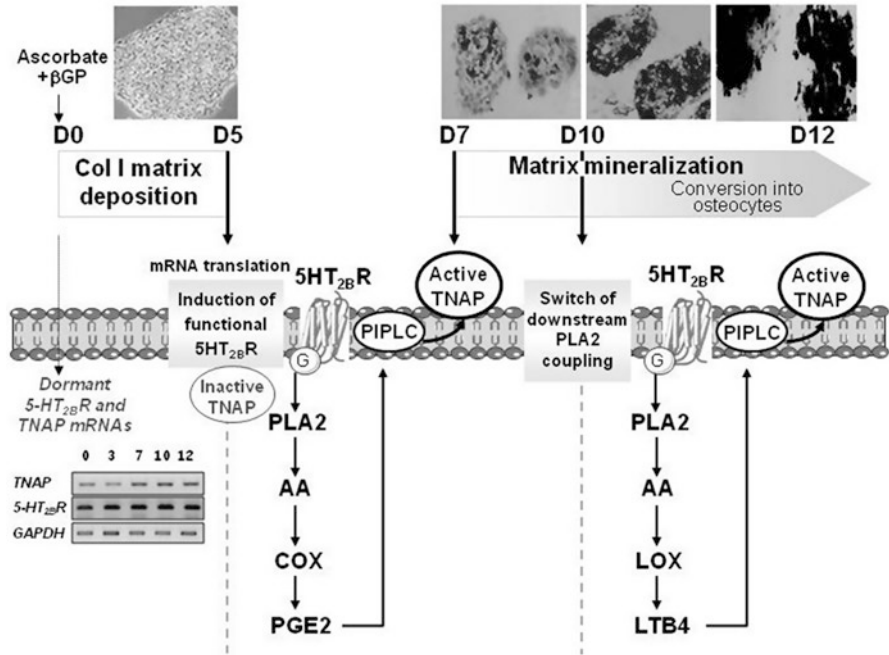 Ascorbate
+βGP
D0
D5
D7
D10
D12
Col I matrix
deposition
Matrix mineralization
Conversion into
osteocytes
mRNA translation
Induction of
functional
5HT2BR
Inactive
TNAP
5HT2BR
G
PIPLC
Active
TNAP
Switch of
downstream
PLA2
coupling
5HT2BR
G
PIPLC
Active
TNAP
Dormant
5-HT2BR and
TNAP mRNAs
0 3 7 10 12
TNAP
5-HT2BR
GAPDH
PLA2
AA
COX
PGE2
PLA2
AA
LOX
LTB4